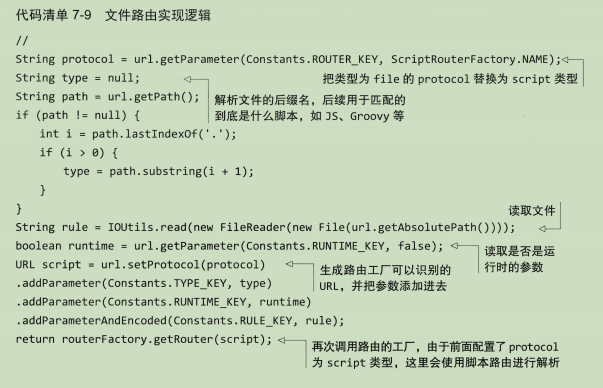 代码清单 7-9　文件路由实现逻辑
//
String protocol = url.getParameter(Constants.ROUTER_KEY, ScriptRouterFactory.NAME);
把类型为 file 的 protocol 替换为 script 类型
String type = null;
String path = url.getPath();
解析文件的后缀名，后续用于匹配的
到底是什么脚本，如 JS、Groovy 等
if (path != null) {
int i = path.lastIndexOf('.');
if (i > 0) {
type = path.substring(i + 1);
}
}
读取文件
String rule = IOUtils.read(new FileReader(new File(url.getAbsolutePath())));
boolean runtime = url.getParameter(Constants.RUNTIME_KEY, false);
读取是否是运
行时的参数
URL script = url.setProtocol(protocol)
生成路由工厂可以识别的
URL，并把参数添加进去
.addParameter(Constants.TYPE_KEY, type)
.addParameter(Constants.RUNTIME_KEY, runtime)
.addParameterAndEncoded(Constants.RULE_KEY, rule);
return routerFactory.getRouter(script);
再次调用路由的工厂，由于前面配置了 protocol
为 script 类型，这里会使用脚本路由进行解析